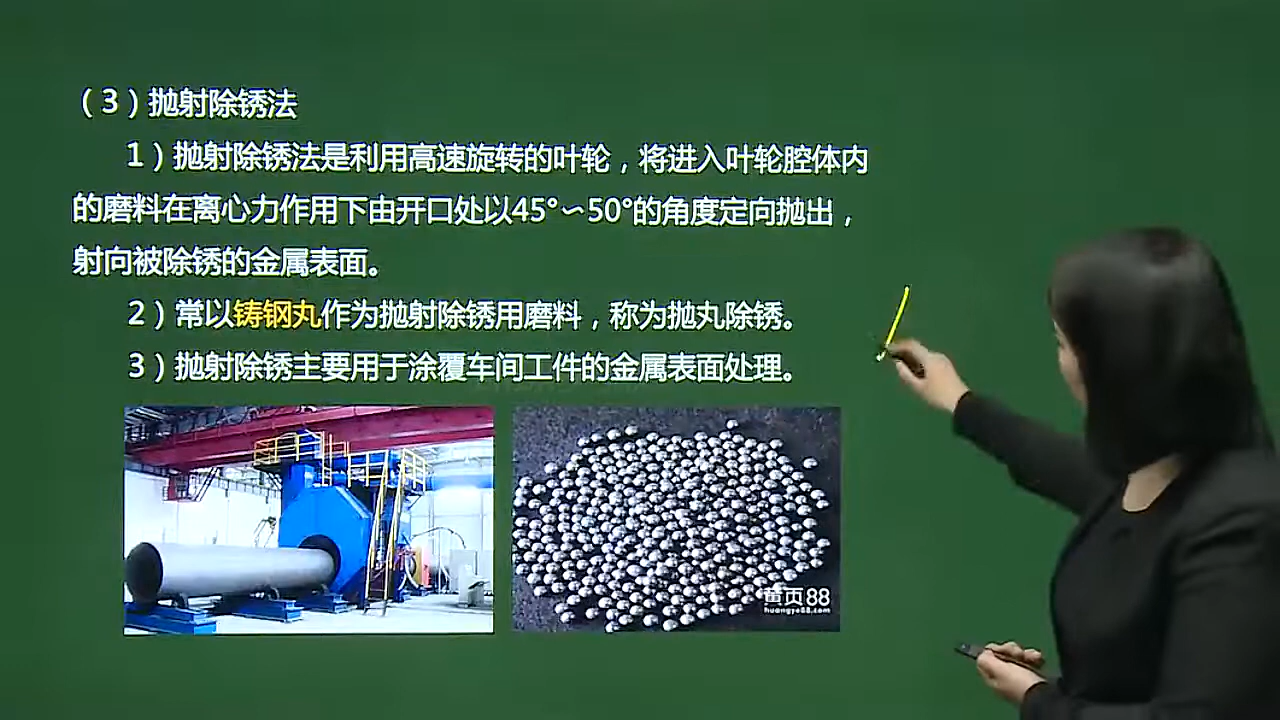 （3）抛射除锈法
1）抛射除锈法是利用高速旋转的叶轮，将进入叶轮腔体内
的磨料在离心力作用下由开口处以45°～50°的角度定向抛出，
射向被除锈的金属表面。
2）常以铸钢丸作为抛射除锈用磨料，称为抛丸除锈。
3）抛射除锈主要用于涂覆车间工件的金属表面处理。
黄页88
huangye88.com